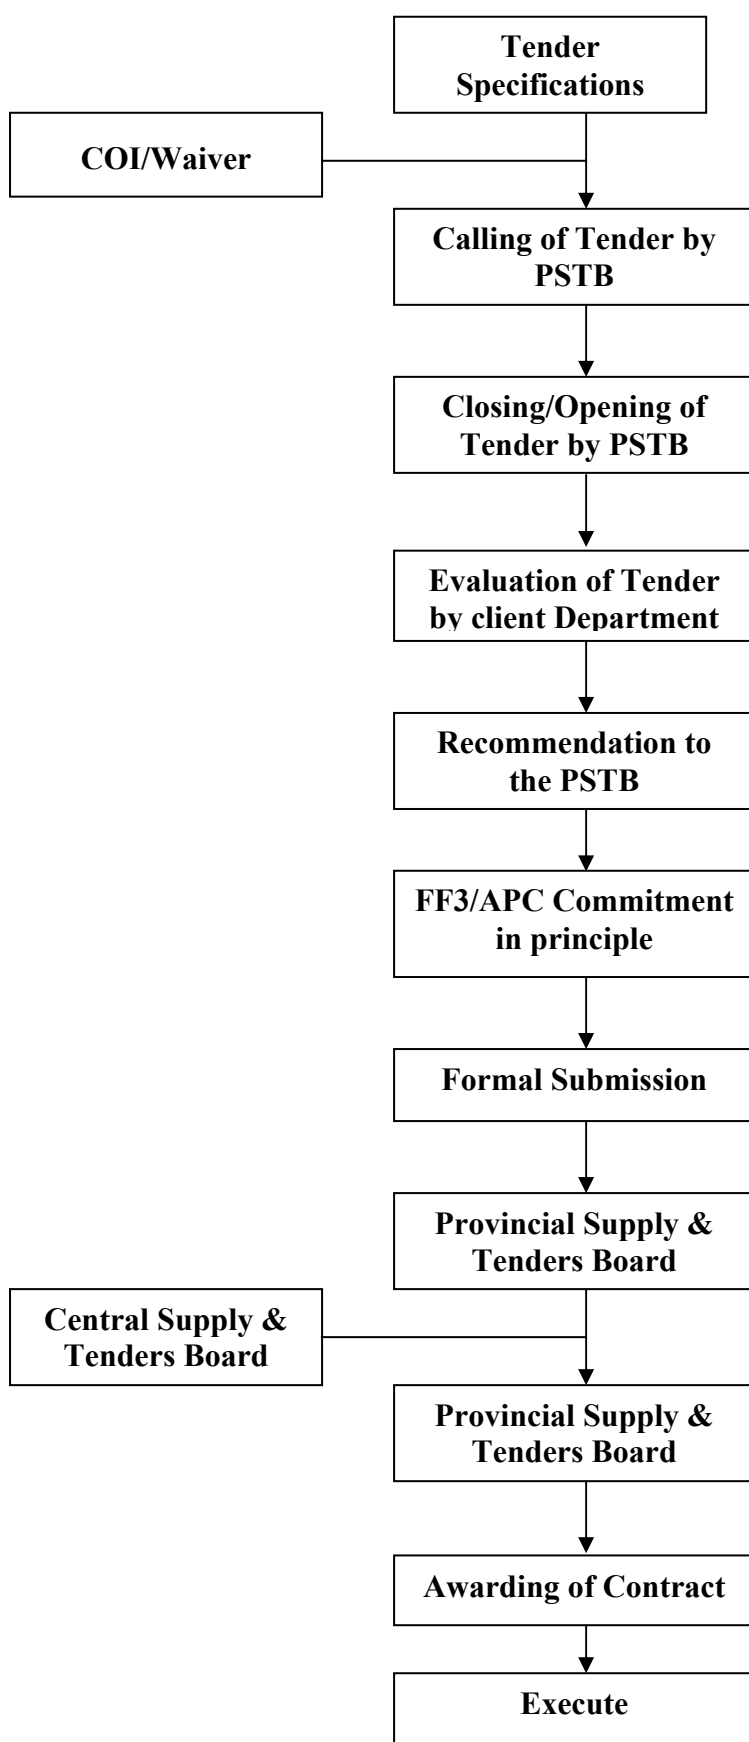 Tender
Specifications
COI/Waiver
Calling of Tender by
PSTB
Closing/Opening of
Tender by PSTB
Evaluation of Tender
by client Department
Recommendation to
the PSTB
FF3/APC Commitment
in principle
Formal Submission
Provincial Supply &
Tenders Board
Central Supply &
Tenders Board
Provincial Supply &
Tenders Board
Awarding of Contract
Execute